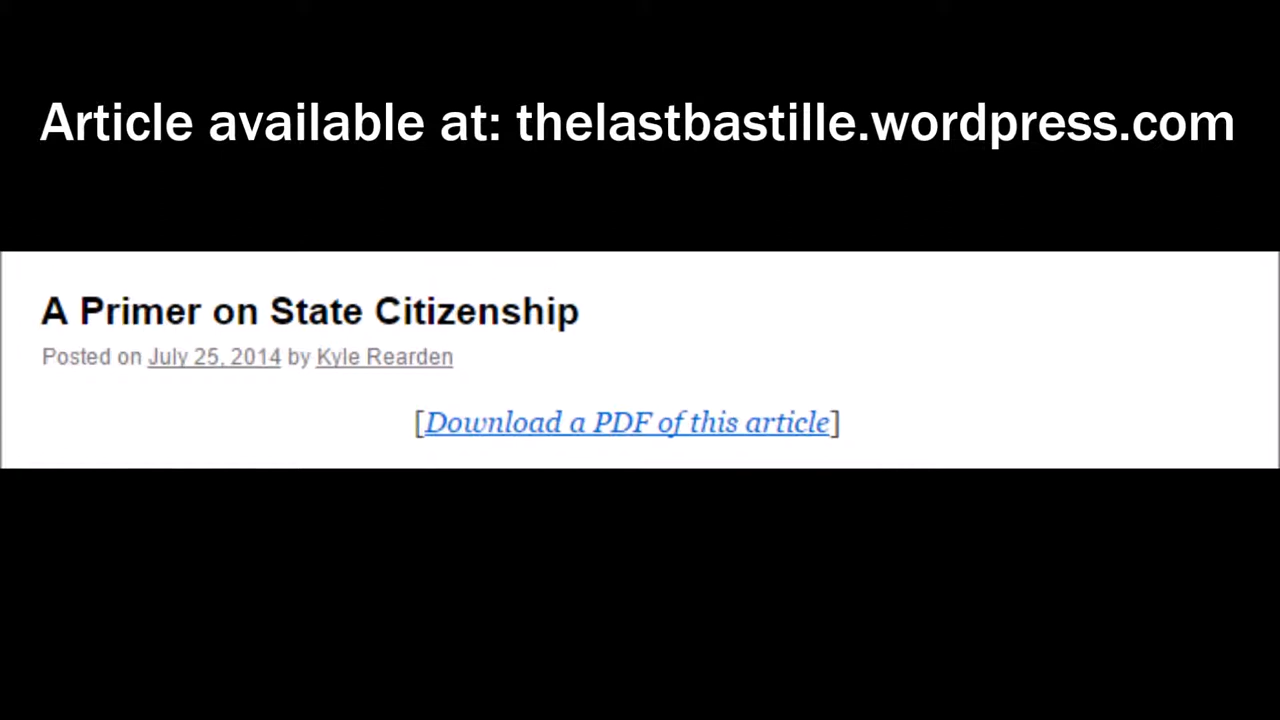 Article available at: thelastbastille.wordpress.com
A Primer on State Citizenship
Posted on July 25, 2014 by Kyle Rearden
[Download a PDF of this article]